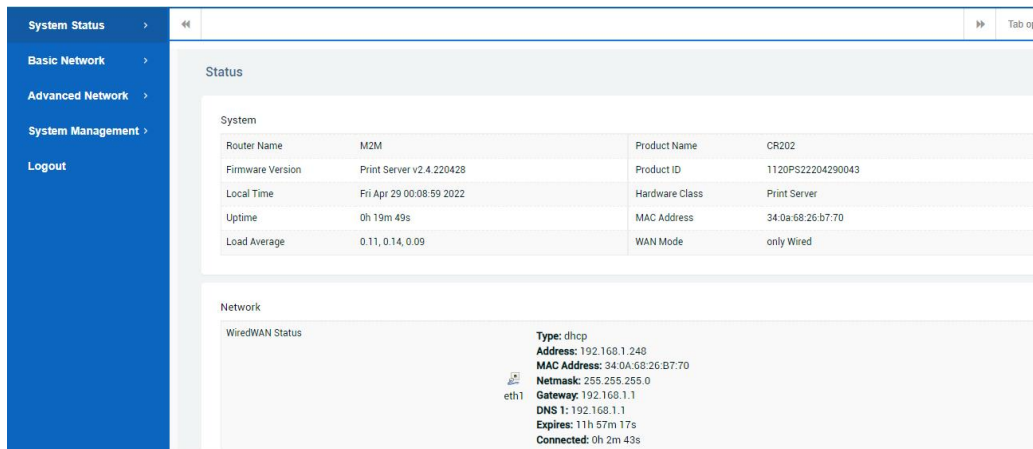 System Status
Tab op
Basic Network
Advanced Network
System Management
Logout
Status
System
Router Name M2M Product Name CR202
Firmware Version Print Server v2.4.220428 Product ID 1120PS22204290043
Local Time Fri Apr 29 00:08:59 2022 Hardware Class Print Server
Uptime 0h 19m 49s MAC Address 34:0a:68:26:b7:70
Load Average 0.11, 0.14, 0.09 WAN Mode only Wired
Network
WiredWAN Status
eth1
Type: dhcp
Address: 192.168.1.248
MAC Address: 34:0A:68:26:B7:70
Netmask: 255.255.255.0
Gateway: 192.168.1.1
DNS 1: 192.168.1.1
Expires: 11h 57m 17s
Connected: 0h 2m 43s